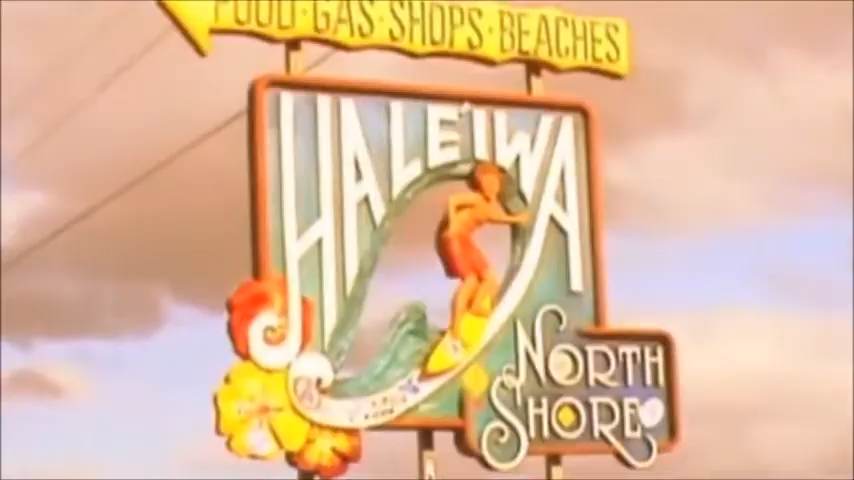 FOOD · GAS · SHOPS · BEACHES
HALE'IWA
NORTH
SHORE